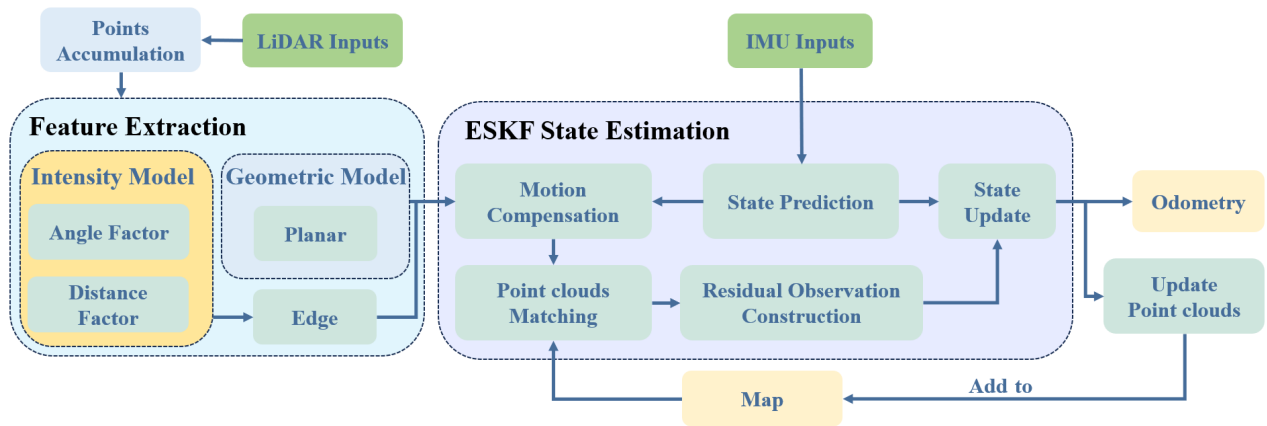 Points
Accumulation
LiDAR Inputs
IMU Inputs
Feature Extraction
Intensity Model
Angle Factor
Distance
Factor
Geometric Model
Planar
Edge
ESKF State Estimation
Motion
Compensation
State Prediction
State
Update
Point clouds
Matching
Residual Observation
Construction
Odometry
Update
Point clouds
Add to
Map